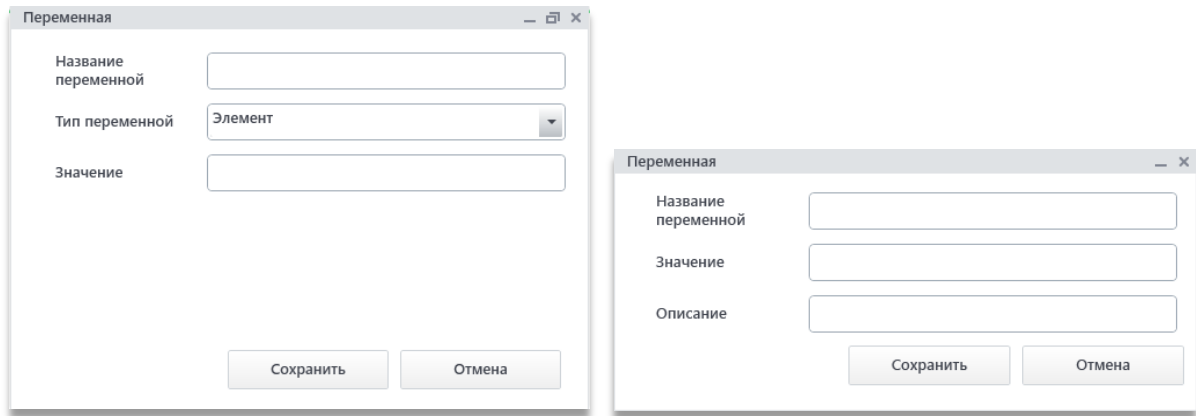 Переменная
Название
переменной
Тип переменной
Элемент
Значение
Сохранить
Отмена
Переменная
Название
переменной
Значение
Описание
Сохранить
Отмена